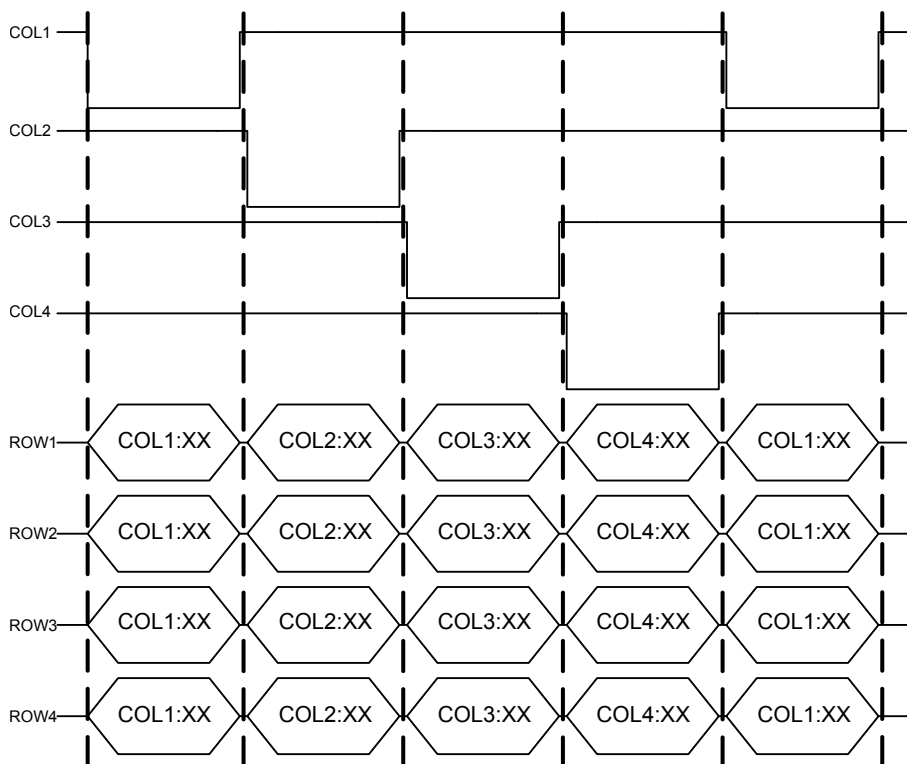 COL1
COL2
COL3
COL4
ROW1 COL1:XX COL2:XX COL3:XX COL4:XX COL1:XX
ROW2 COL1:XX COL2:XX COL3:XX COL4:XX COL1:XX
ROW3 COL1:XX COL2:XX COL3:XX COL4:XX COL1:XX
ROW4 COL1:XX COL2:XX COL3:XX COL4:XX COL1:XX